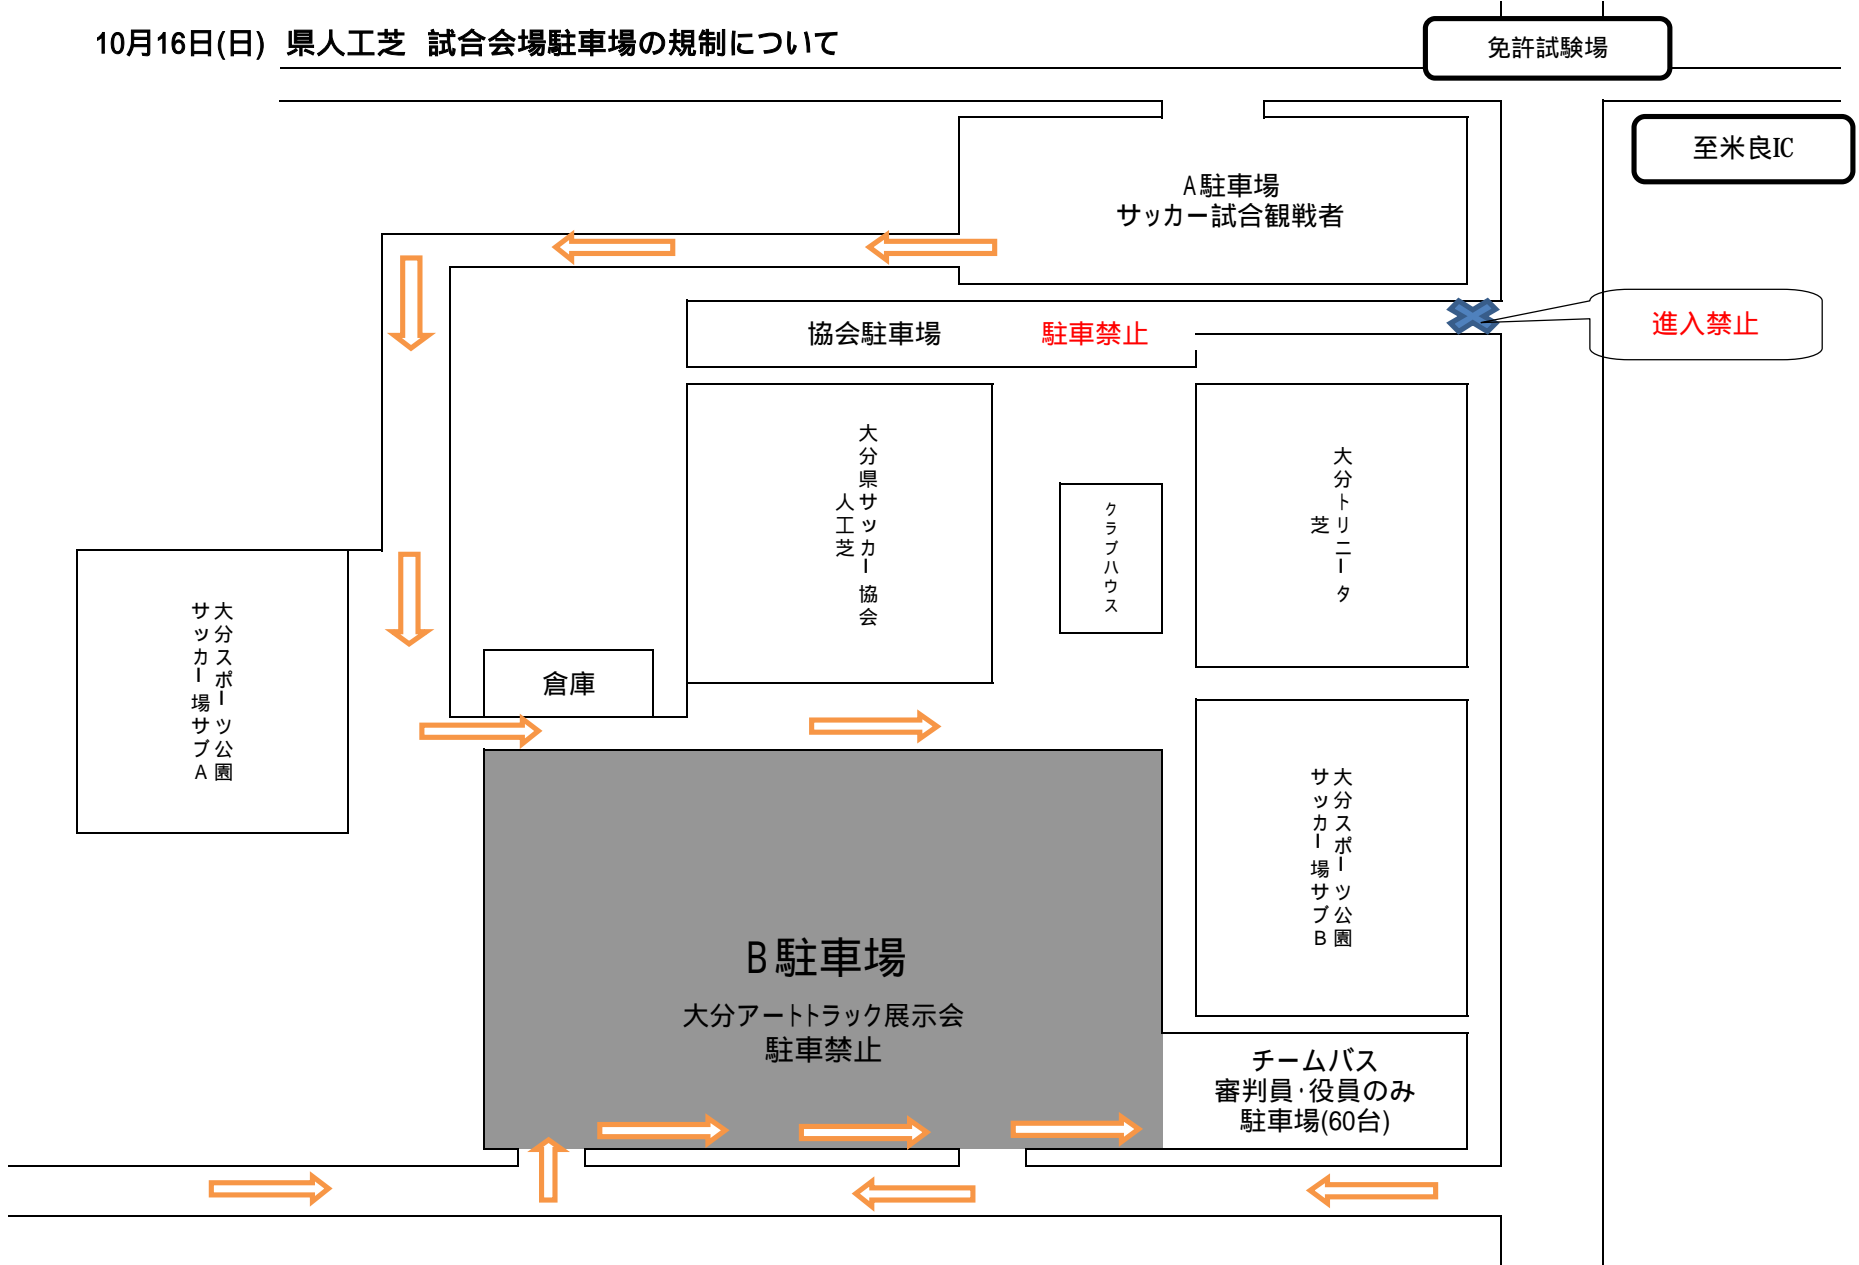 10月16日(日)　県人工芝　試合会場駐車場の規制について
免許試験場
至米良IC
A駐車場
サッカー試合観戦者
協会駐車場
駐車禁止
進入禁止
大分県サッカー協会
人工芝
クラブハウス
大分トリニータ
芝
大分スポーツ公園
サッカー場サブA
倉庫
大分スポーツ公園
サッカー場サブB
B駐車場
大分アートトラック展示会
駐車禁止
チームバス
審判員・役員のみ
駐車場(60台)